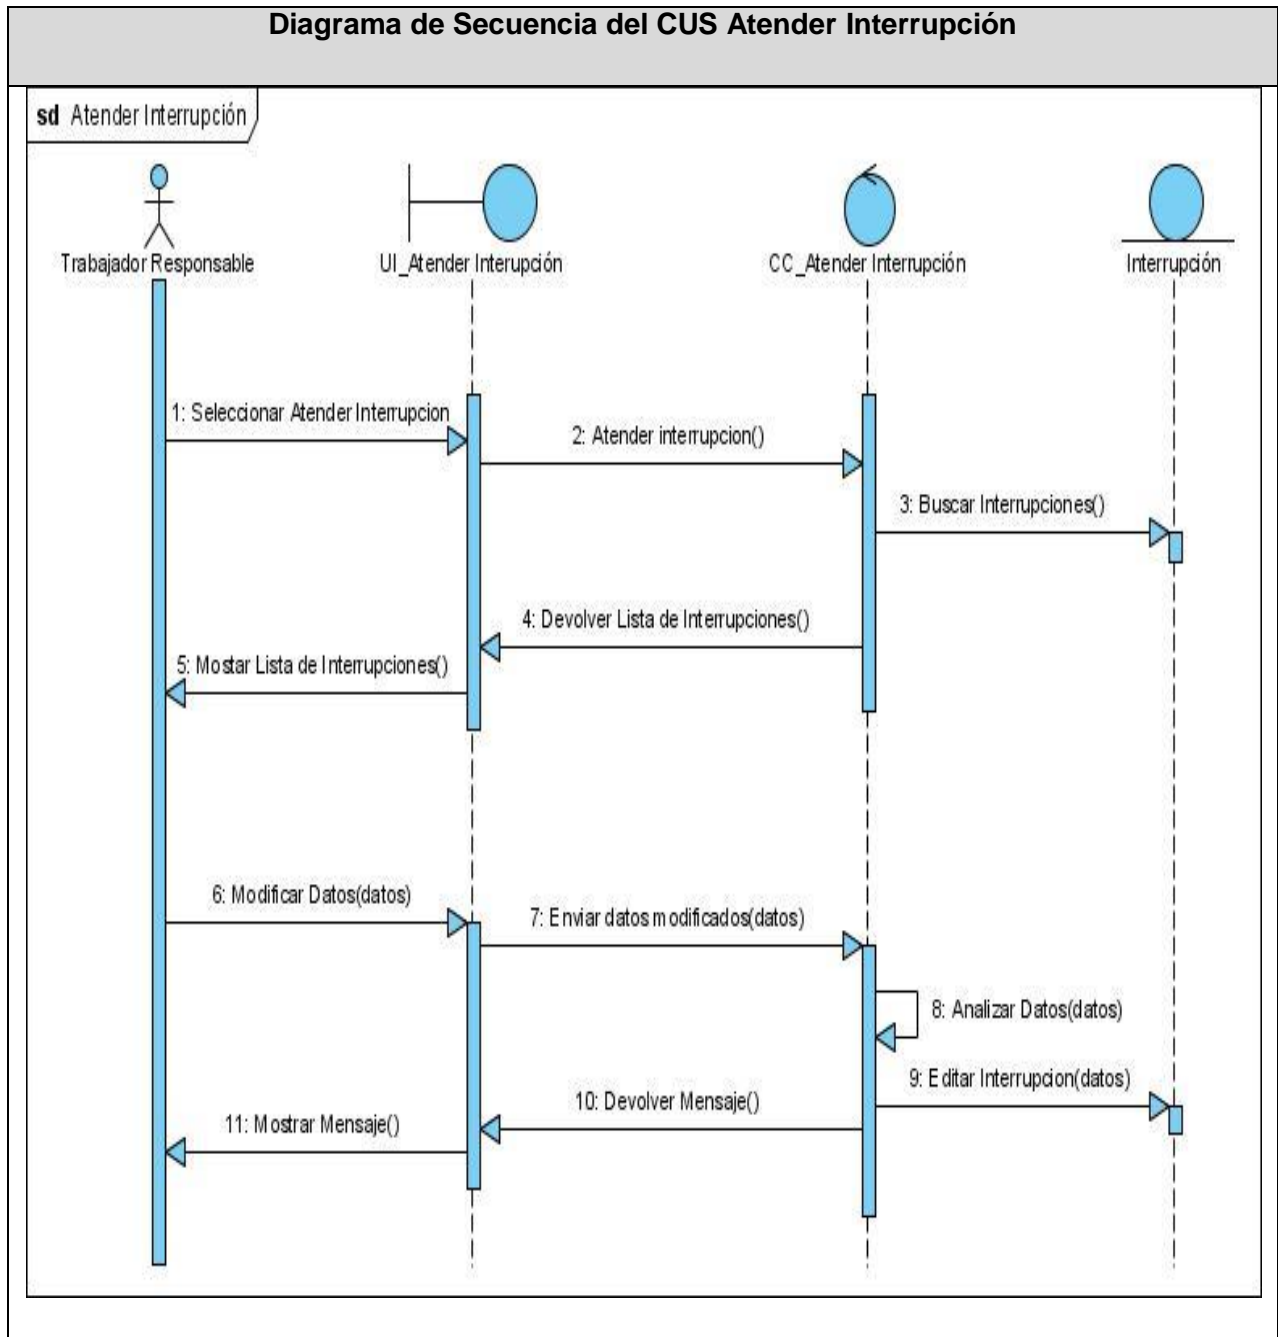 Diagrama de Secuencia del CUS Atender Interrupción
sd Atender Interrupción
Trabajador Responsable
UI_Atender Interupción
CC_Atender Interrupción
Interrupción
1: Seleccionar Atender Interrupcion
2: Atender interrupcion()
3: Buscar Interrupciones()
4: Devolver Lista de Interrupciones()
5: Mostar Lista de Interrupciones()
6: Modificar Datos(datos)
7: Enviar datos modificados(datos)
8: Analizar Datos(datos)
9: Editar Interrupcion(datos)
10: Devolver Mensaje()
11: Mostrar Mensaje()